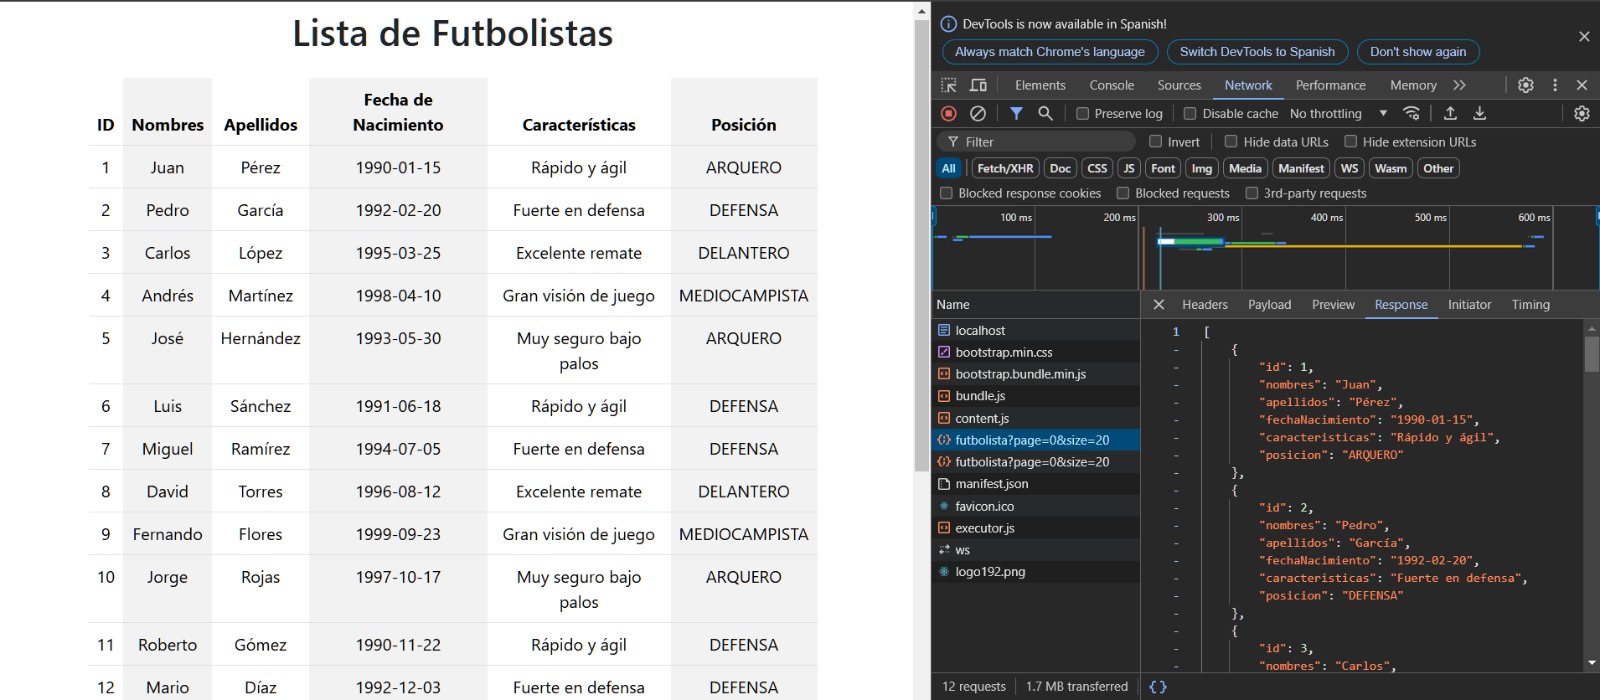 Lista de Futbolistas
ID Nombres Apellidos Fecha de Nacimiento Características Posición
1 Juan Pérez 1990-01-15 Rápido y ágil ARQUERO
2 Pedro García 1992-02-20 Fuerte en defensa DEFENSA
3 Carlos López 1995-03-25 Excelente remate DELANTERO
4 Andrés Martínez 1998-04-10 Gran visión de juego MEDIOCAMPISTA
5 José Hernández 1993-05-30 Muy seguro bajo palos ARQUERO
6 Luis Sánchez 1991-06-18 Rápido y ágil DEFENSA
7 Miguel Ramírez 1994-07-05 Fuerte en defensa DEFENSA
8 David Torres 1996-08-12 Excelente remate DELANTERO
9 Fernando Flores 1999-09-23 Gran visión de juego MEDIOCAMPISTA
10 Jorge Rojas 1997-10-17 Muy seguro bajo palos ARQUERO
11 Roberto Gómez 1990-11-22 Rápido y ágil DEFENSA
12 Mario Díaz 1992-12-03 Fuerte en defensa DEFENSA
DevTools is now available in Spanish!
Always match Chrome's language Switch DevTools to Spanish Don't show again
Elements Console Sources Network Performance Memory
Preserve log Disable cache No throttling
Filter Invert Hide data URLs Hide extension URLs
All Fetch/XHR Doc CSS JS Font Img Media Manifest WS Wasm Other
Blocked response cookies Blocked requests 3rd-party requests
100 ms 200 ms 300 ms 400 ms 500 ms 600 ms
Name
localhost
bootstrap.min.css
bootstrap.bundle.min.js
bundle.js
content.js
futbolista?page=0&size=20
futbolista?page=0&size=20
manifest.json
favicon.ico
executor.js
ws
logo192.png
Headers Payload Preview Response Initiator Timing
1 [
- {
- "id": 1,
- "nombres": "Juan",
- "apellidos": "Pérez",
- "fechaNacimiento": "1990-01-15",
- "caracteristicas": "Rápido y ágil",
- "posicion": "ARQUERO"
- },
- {
- "id": 2,
- "nombres": "Pedro",
- "apellidos": "García",
- "fechaNacimiento": "1992-02-20",
- "caracteristicas": "Fuerte en defensa",
- "posicion": "DEFENSA"
- },
- {
- "id": 3,
- "nombres": "Carlos",
12 requests 1.7 MB transferred {}